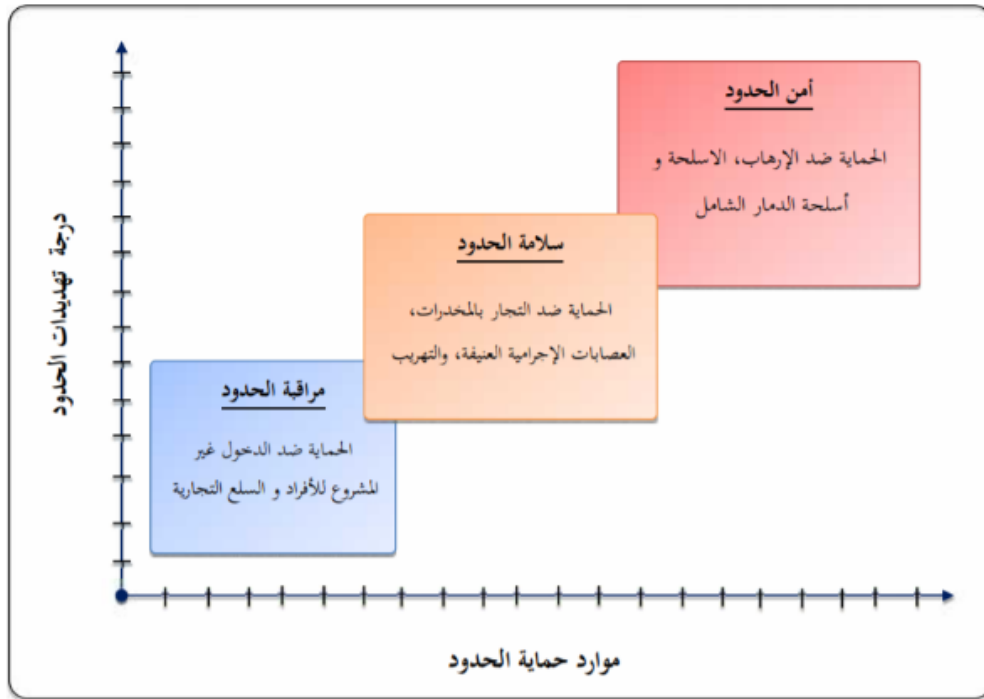 أمن الحدود
الحماية ضد الإرهاب، الاسلحة و
أسلحة الدمار الشامل
سلامة الحدود
الحماية ضد التجار بالمخدرات،
العصابات الإجرامية العنيفة، والتهريب
مراقبة الحدود
الحماية ضد الدخول غير
المشروع للأفراد و السلع التجارية
درجة تهديدات الحدود
موارد حماية الحدود